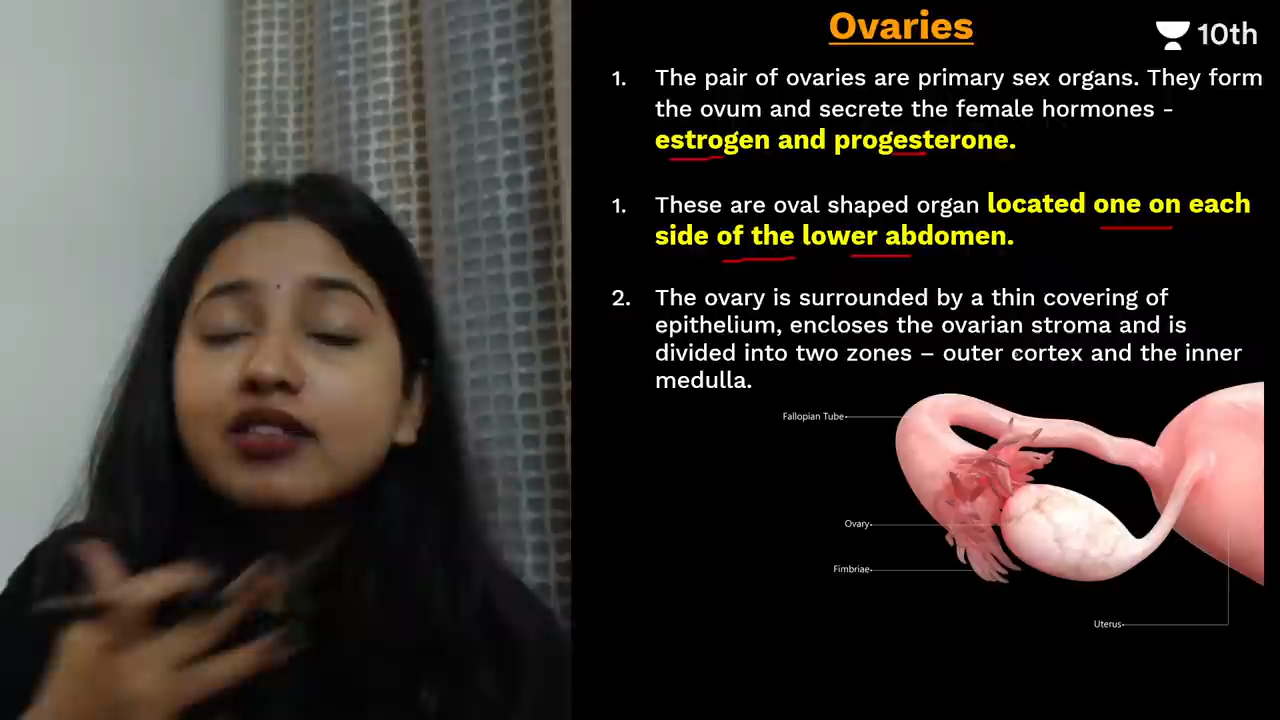 Ovaries
10th
1. The pair of ovaries are primary sex organs. They form
the ovum and secrete the female hormones -
estrogen and progesterone.
1. These are oval shaped organ located one on each
side of the lower abdomen.
2. The ovary is surrounded by a thin covering of
epithelium, encloses the ovarian stroma and is
divided into two zones – outer cortex and the inner
medulla.
Fallopian Tube
Ovary
Fimbriae
Uterus